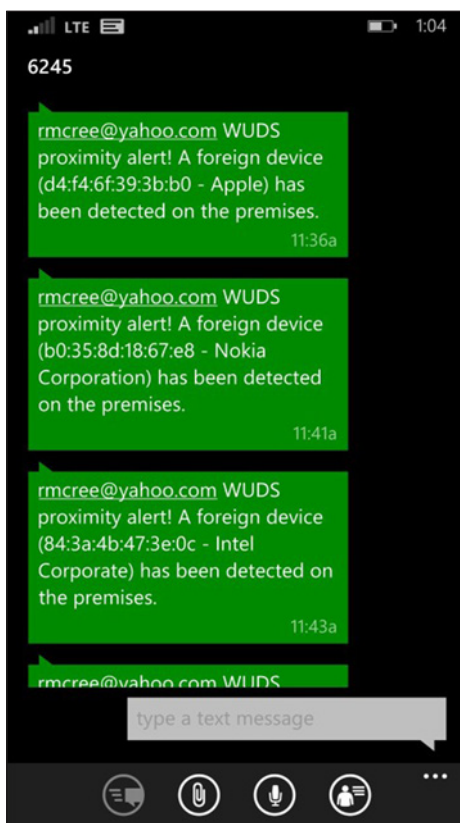 LTE 1:04
6245
rmcree@yahoo.com WUDS
proximity alert! A foreign device
(d4:f4:6f:39:3b:b0 - Apple) has
been detected on the premises.
11:36a
rmcree@yahoo.com WUDS
proximity alert! A foreign device
(b0:35:8d:18:67:e8 - Nokia
Corporation) has been detected
on the premises.
11:41a
rmcree@yahoo.com WUDS
proximity alert! A foreign device
(84:3a:4b:47:3e:0c - Intel
Corporate) has been detected on
the premises.
11:43a
rmcree@yahoo.com WUDS
type a text message